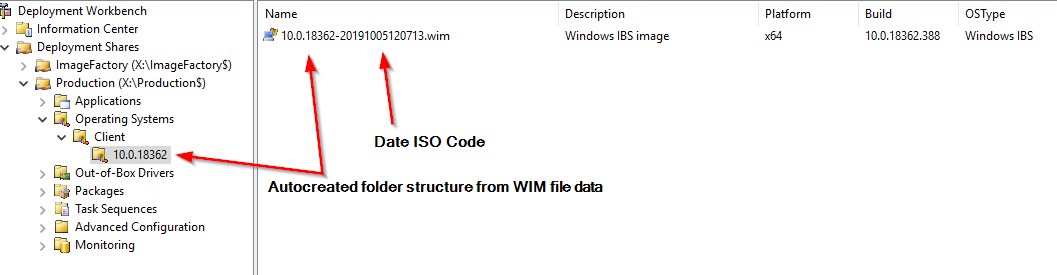 Deployment Workbench
Information Center
Deployment Shares
ImageFactory (X:\ImageFactory$)
Production (X:\Production$)
Applications
Operating Systems
Client
10.0.18362
Out-of-Box Drivers
Packages
Task Sequences
Advanced Configuration
Monitoring
Name Description Platform Build OSType
10.0.18362-20191005120713.wim Windows IBS image x64 10.0.18362.388 Windows IBS
Date ISO Code
Autocreated folder structure from WIM file data